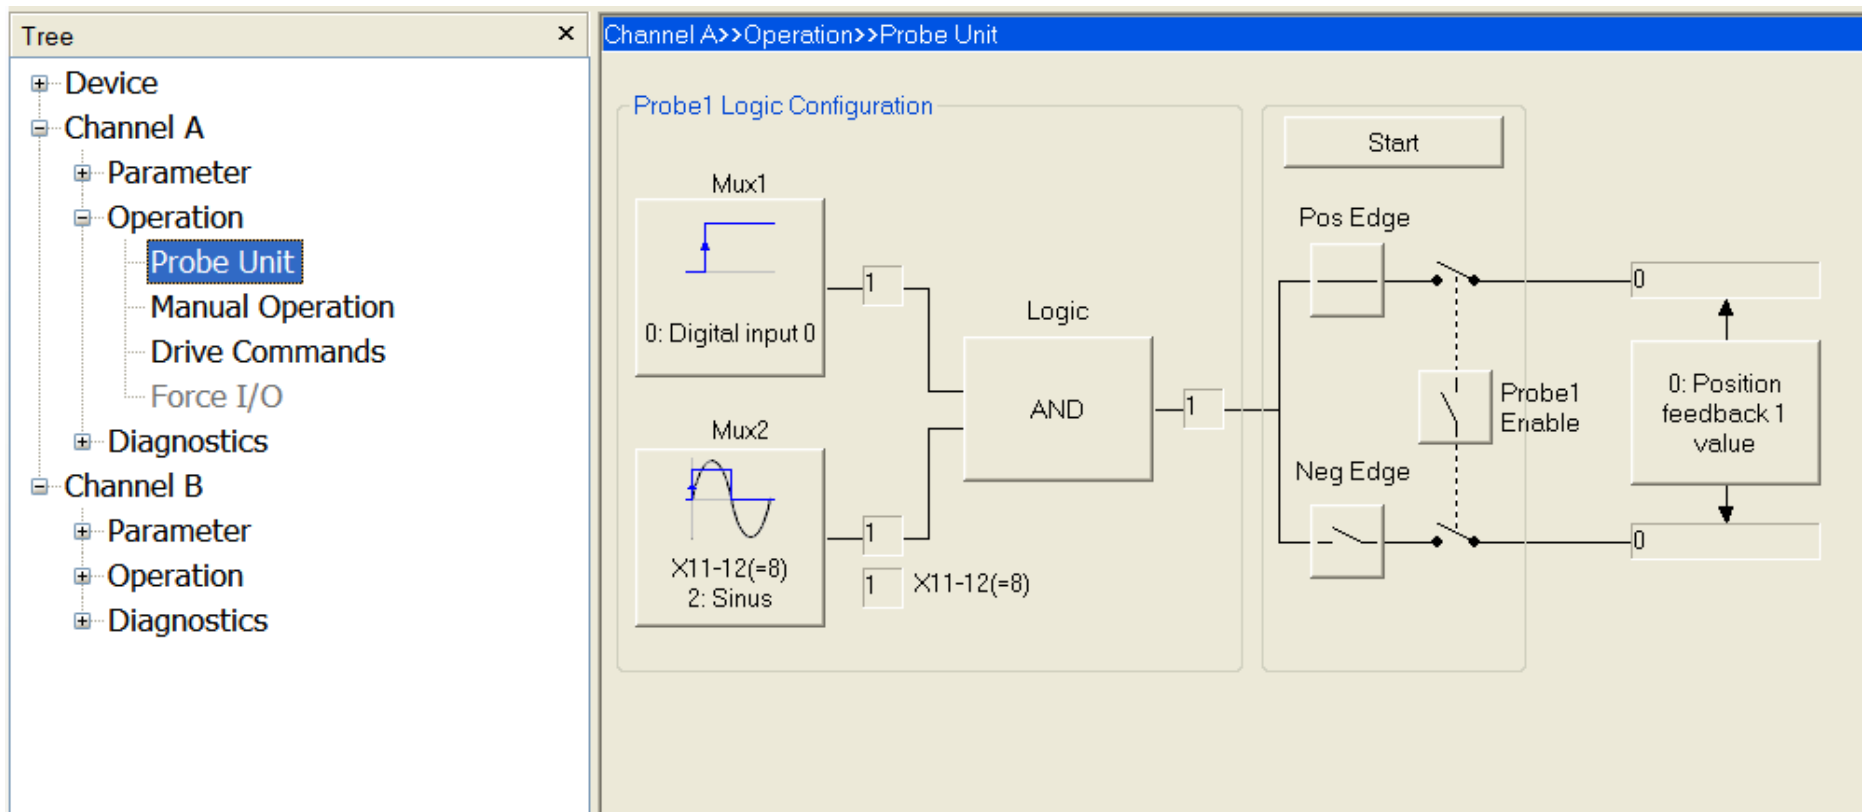 Tree
Device
Channel A
Parameter
Operation
Probe Unit
Manual Operation
Drive Commands
Force I/O
Diagnostics
Channel B
Parameter
Operation
Diagnostics
Channel A>>Operation>>Probe Unit
Probe1 Logic Configuration
Mux1
0: Digital input 0
1
Mux2
X11-12(=8)
2: Sinus
1
1 X11-12(=8)
Logic
AND
1
Start
Pos Edge
Neg Edge
Probe1
Enable
0
0: Position
feedback 1
value
0